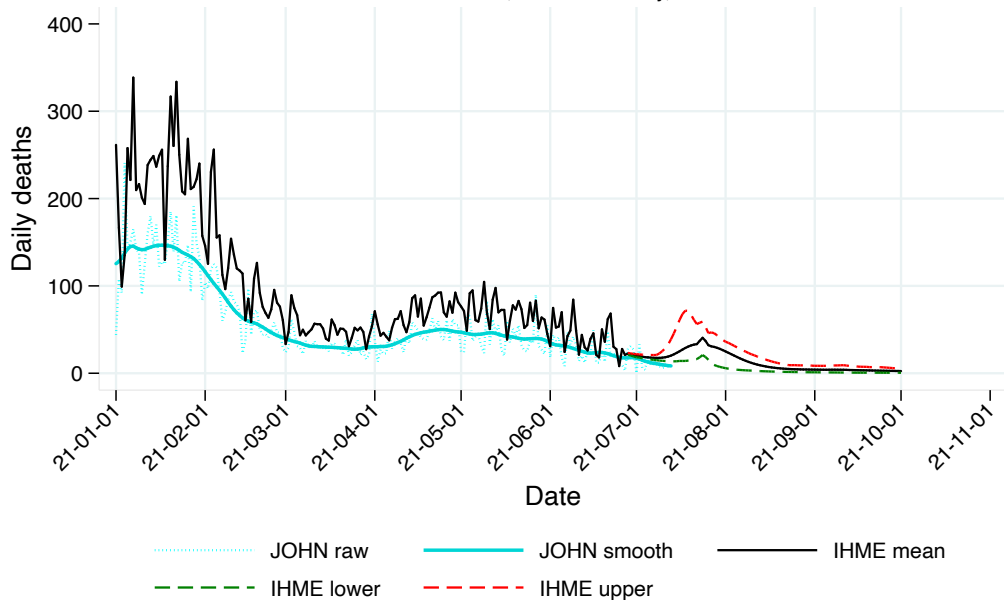 400
300
200
100
0
Daily deaths
21-01-01
21-02-01
21-03-01
21-04-01
21-05-01
21-06-01
21-07-01
21-08-01
21-09-01
21-10-01
21-11-01
Date
JOHN raw
JOHN smooth
IHME mean
IHME lower
IHME upper